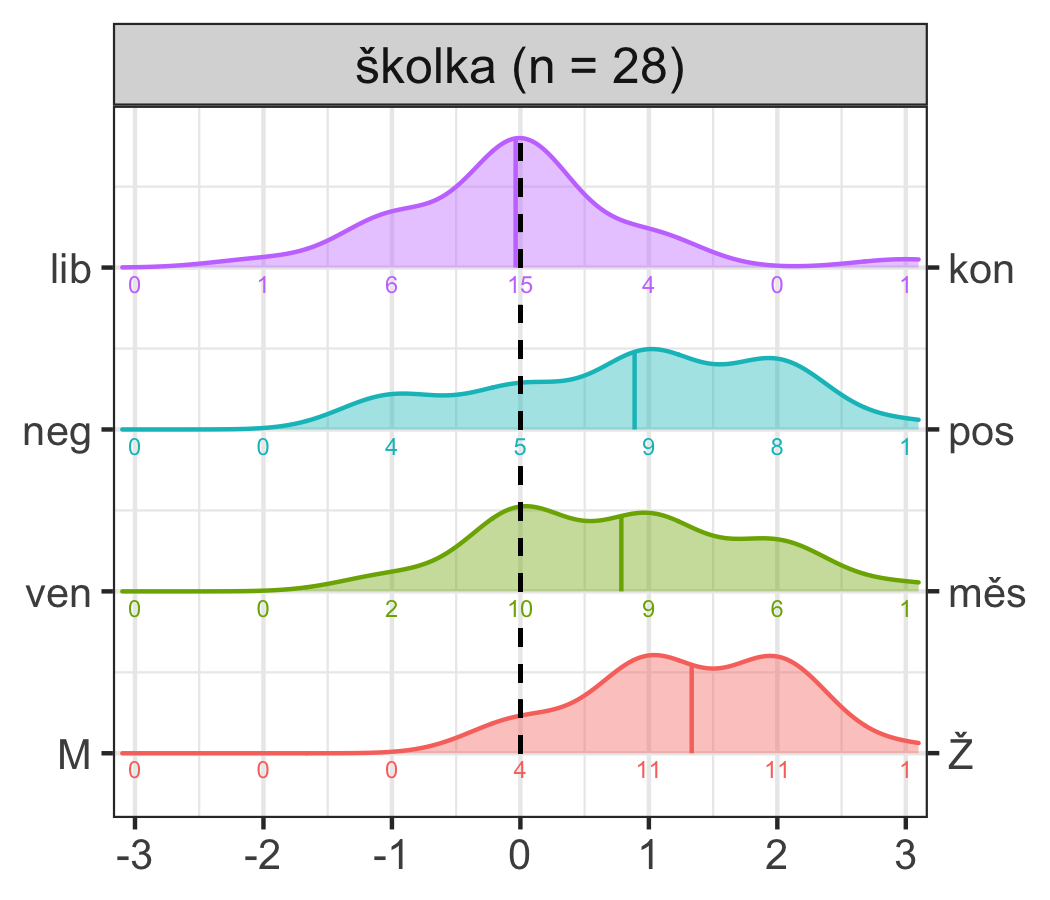 školka (n = 28)
lib kon
0 1 6 15 4 0 1
neg pos
0 0 4 5 9 8 1
ven měs
0 0 2 10 9 6 1
M Ž
0 0 0 4 11 11 1
-3 -2 -1 0 1 2 3